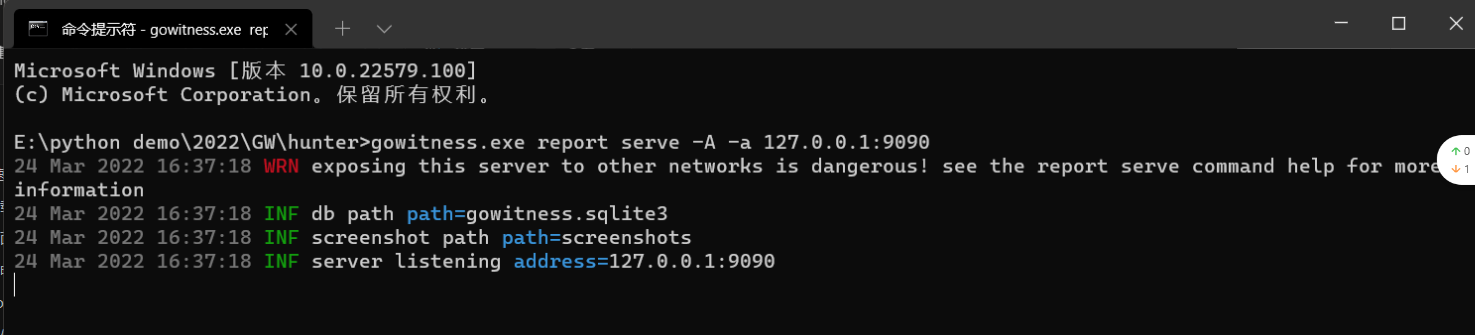 命令提示符 - gowitness.exe rep
Microsoft Windows [版本 10.0.22579.100]
(c) Microsoft Corporation。保留所有权利。
E:\python demo\2022\GW\hunter>gowitness.exe report serve -A -a 127.0.0.1:9090
24 Mar 2022 16:37:18 WRN exposing this server to other networks is dangerous! see the report serve command help for more
information
24 Mar 2022 16:37:18 INF db path path=gowitness.sqlite3
24 Mar 2022 16:37:18 INF screenshot path path=screenshots
24 Mar 2022 16:37:18 INF server listening address=127.0.0.1:9090
↑ 0
↓ 1